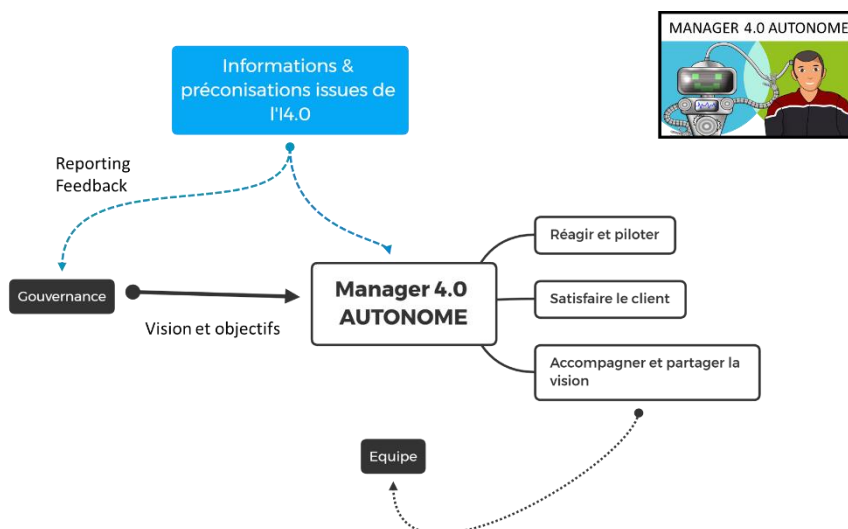 MANAGER 4.0 AUTONOME
Informations &
préconisations issues de
l'I4.0
Reporting
Feedback
Réagir et piloter
Gouvernance
Manager 4.0
AUTONOME
Satisfaire le client
Vision et objectifs
Accompagner et partager la
vision
Equipe